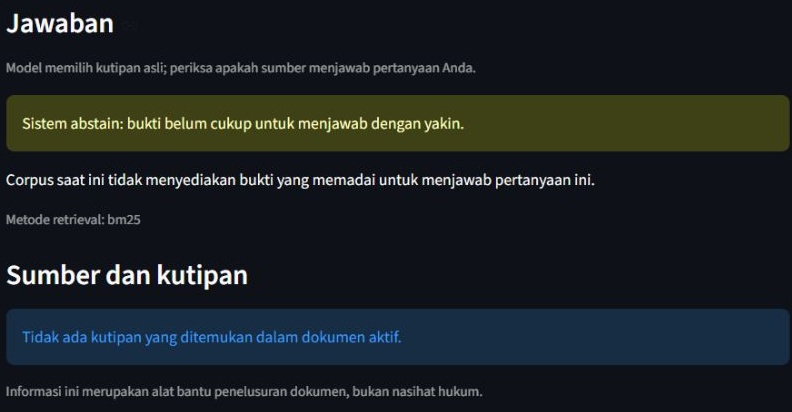 Jawaban
Model memilih kutipan asli; periksa apakah sumber menjawab pertanyaan Anda.
Sistem abstain: bukti belum cukup untuk menjawab dengan yakin.
Corpus saat ini tidak menyediakan bukti yang memadai untuk menjawab pertanyaan ini.
Metode retrieval: bm25
Sumber dan kutipan
Tidak ada kutipan yang ditemukan dalam dokumen aktif.
Informasi ini merupakan alat bantu penelusuran dokumen, bukan nasihat hukum.